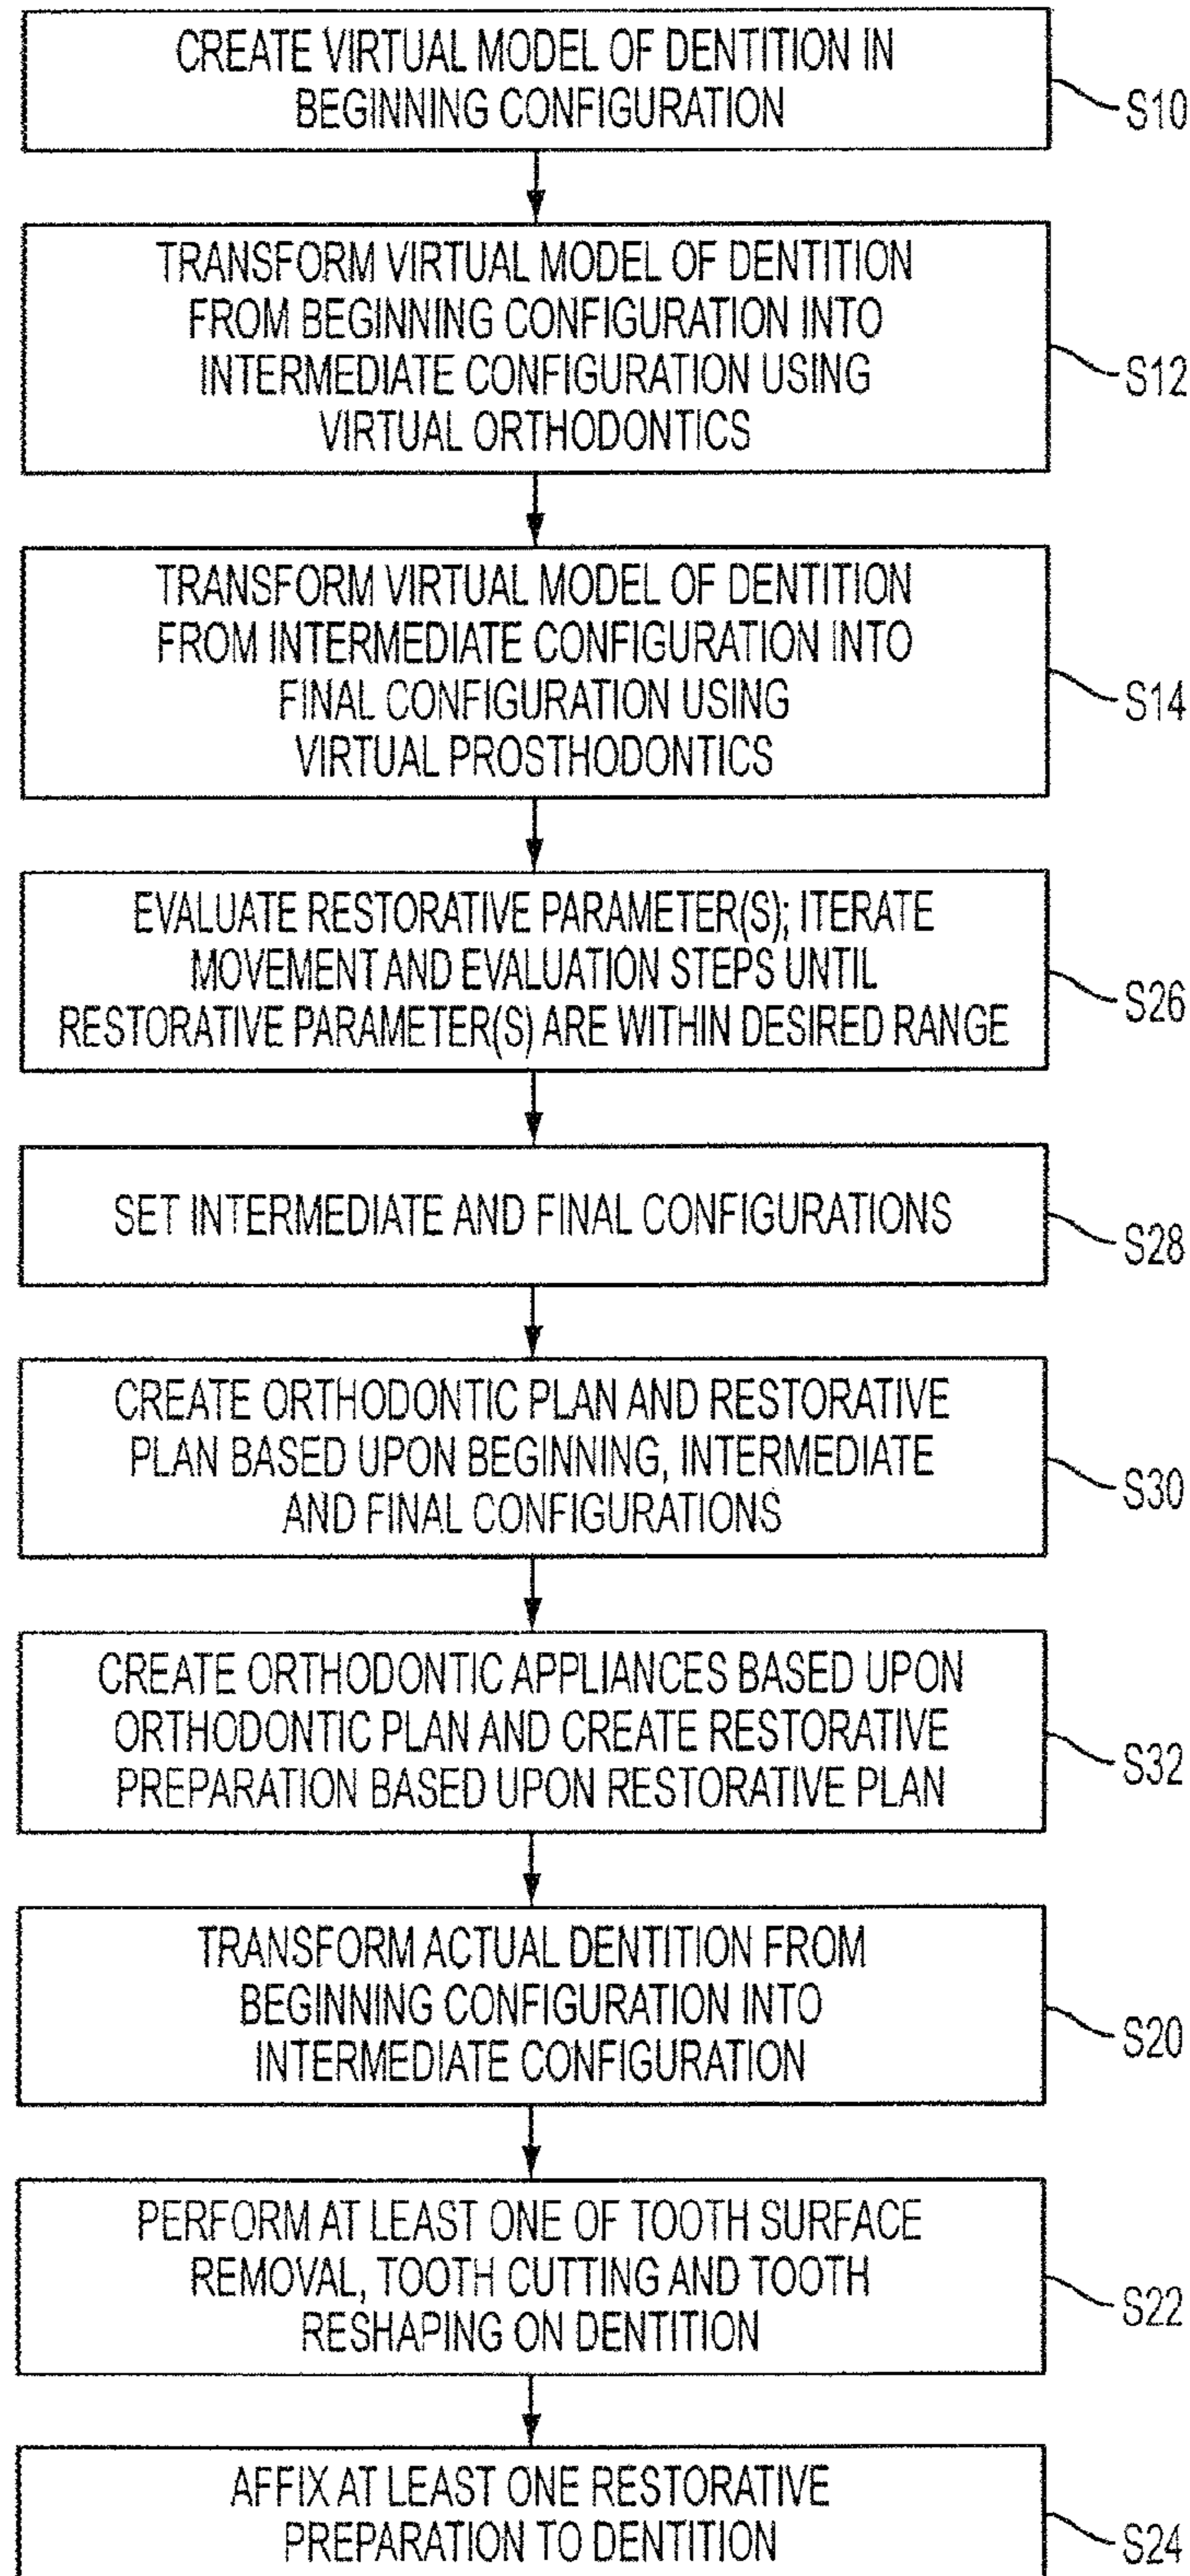 CREATE VIRTUAL MODEL OF DENTITION IN
BEGINNING CONFIGURATION
S10
TRANSFORM VIRTUAL MODEL OF DENTITION
FROM BEGINNING CONFIGURATION INTO
INTERMEDIATE CONFIGURATION USING
VIRTUAL ORTHODONTICS
S12
TRANSFORM VIRTUAL MODEL OF DENTITION
FROM INTERMEDIATE CONFIGURATION INTO
FINAL CONFIGURATION USING
VIRTUAL PROSTHODONTICS
S14
EVALUATE RESTORATIVE PARAMETER(S); ITERATE
MOVEMENT AND EVALUATION STEPS UNTIL
RESTORATIVE PARAMETER(S) ARE WITHIN DESIRED RANGE
S26
SET INTERMEDIATE AND FINAL CONFIGURATIONS
S28
CREATE ORTHODONTIC PLAN AND RESTORATIVE
PLAN BASED UPON BEGINNING, INTERMEDIATE
AND FINAL CONFIGURATIONS
S30
CREATE ORTHODONTIC APPLIANCES BASED UPON
ORTHODONTIC PLAN AND CREATE RESTORATIVE
PREPARATION BASED UPON RESTORATIVE PLAN
S32
TRANSFORM ACTUAL DENTITION FROM
BEGINNING CONFIGURATION INTO
INTERMEDIATE CONFIGURATION
S20
PERFORM AT LEAST ONE OF TOOTH SURFACE
REMOVAL, TOOTH CUTTING AND TOOTH
RESHAPING ON DENTITION
S22
AFFIX AT LEAST ONE RESTORATIVE
PREPARATION TO DENTITION
S24